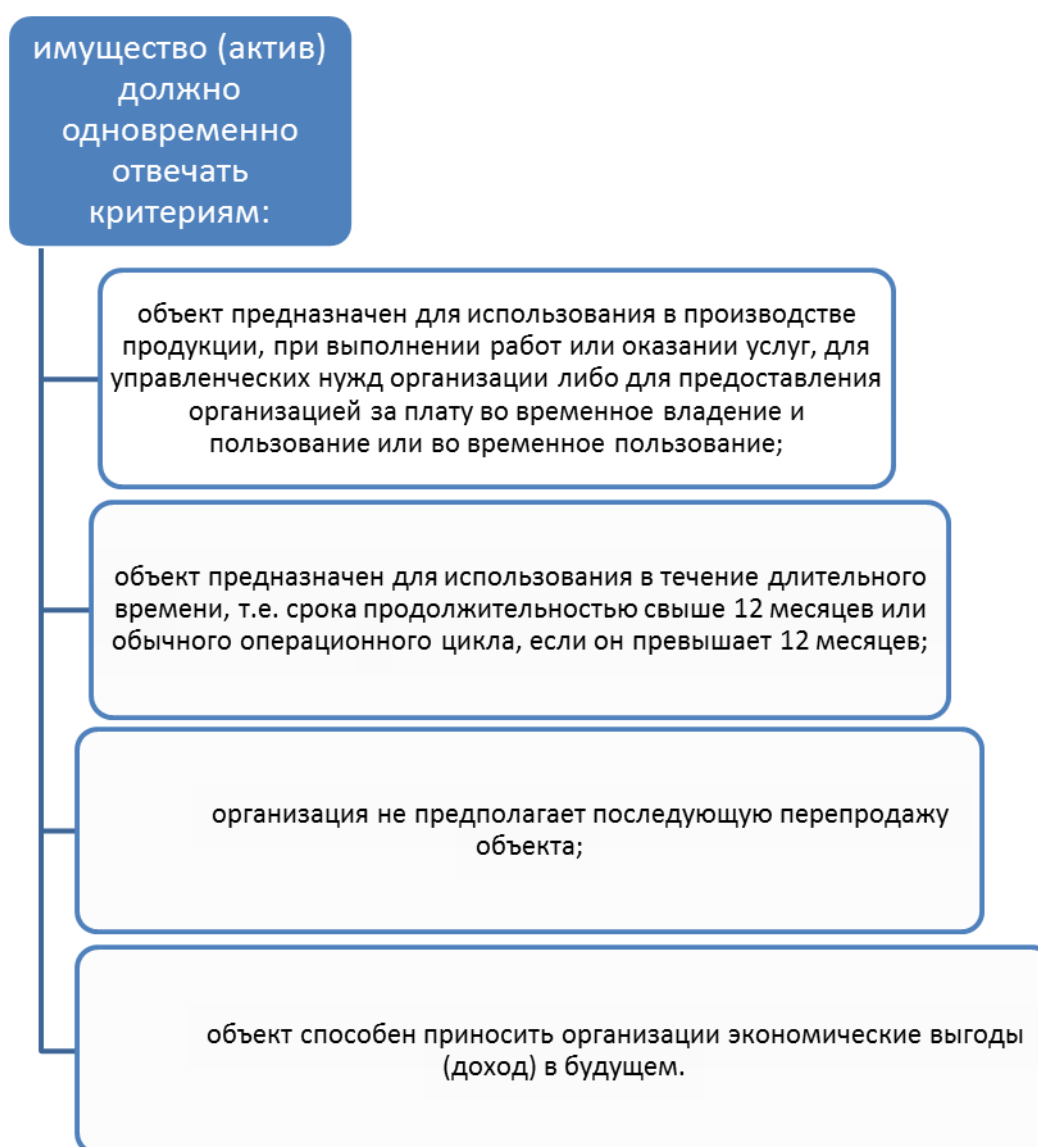 имущество (актив)
должно
одновременно
отвечать
критериям:
объект предназначен для использования в производстве
продукции, при выполнении работ или оказании услуг, для
управленческих нужд организации либо для предоставления
организацией за плату во временное владение и
пользование или во временное пользование;
объект предназначен для использования в течение длительного
времени, т.е. срока продолжительностью свыше 12 месяцев или
обычного операционного цикла, если он превышает 12 месяцев;
организация не предполагает последующую перепродажу
объекта;
объект способен приносить организации экономические выгоды
(доход) в будущем.